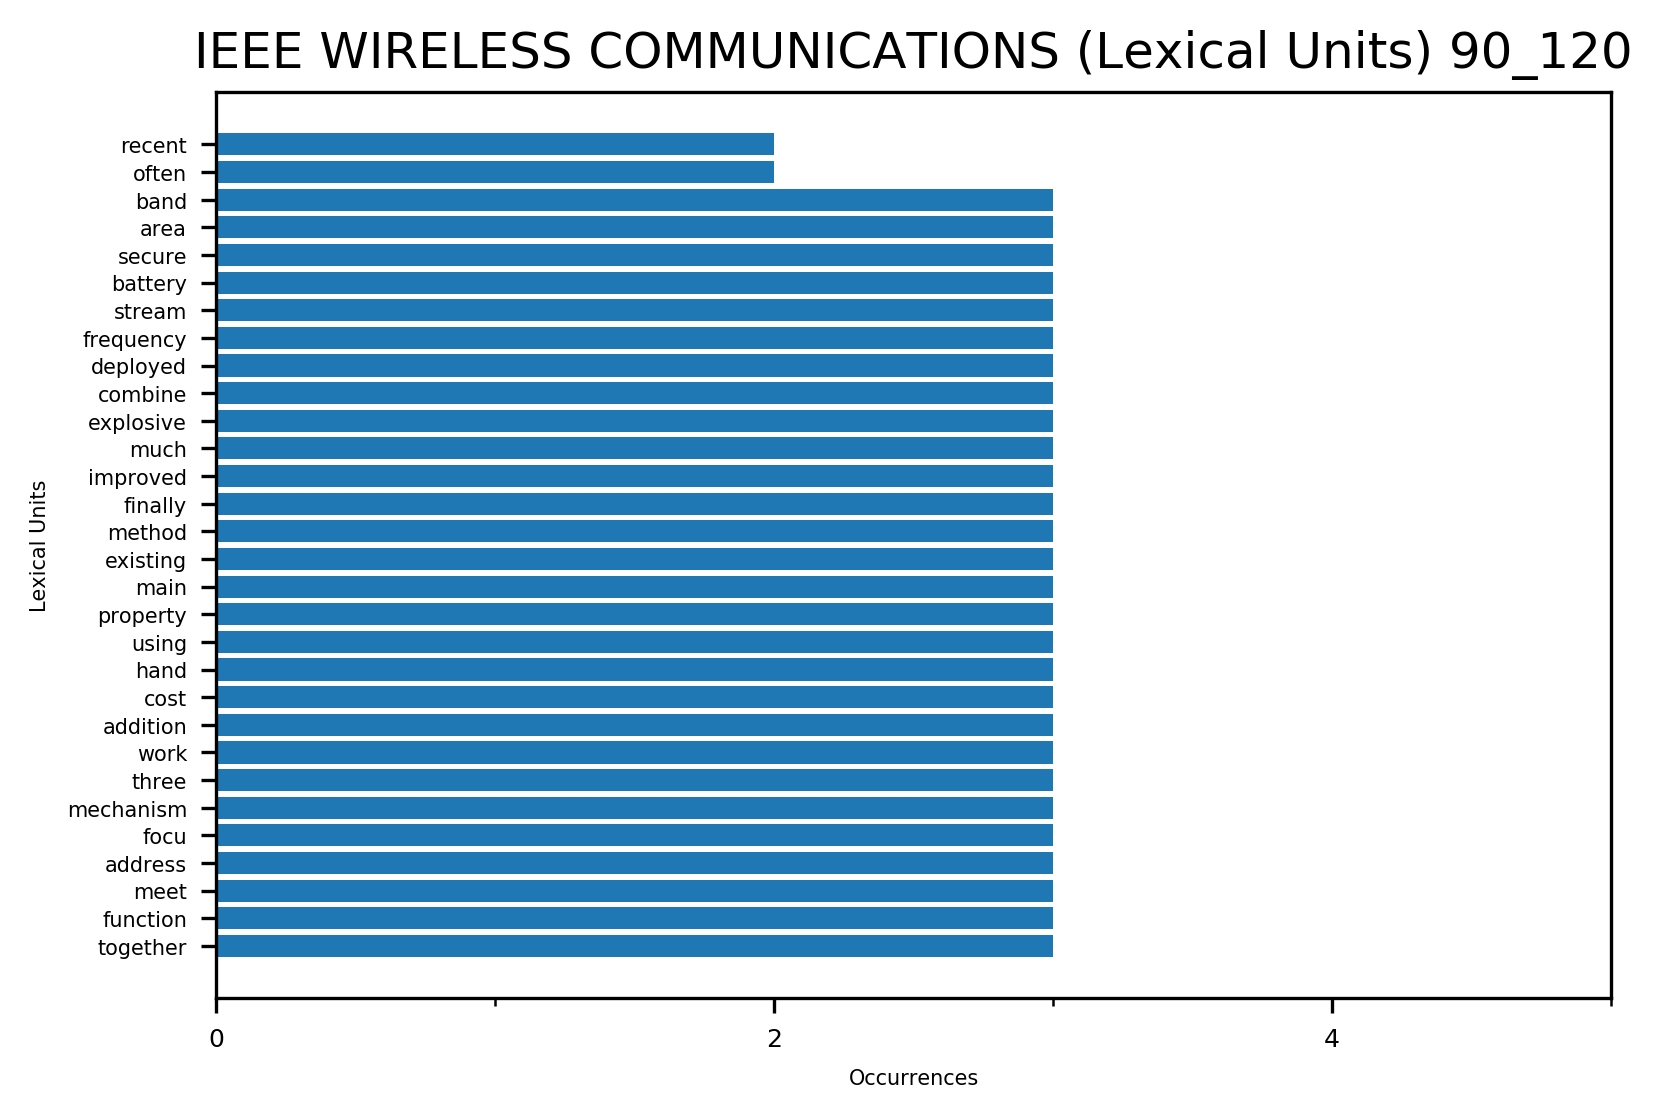 IEEE WIRELESS COMMUNICATIONS (Lexical Units) 90_120
recent
often
band
area
secure
battery
stream
frequency
deployed
combine
explosive
much
improved
finally
method
existing
main
property
using
hand
cost
addition
work
three
mechanism
focu
address
meet
function
together
Lexical Units
0 2 4
Occurrences